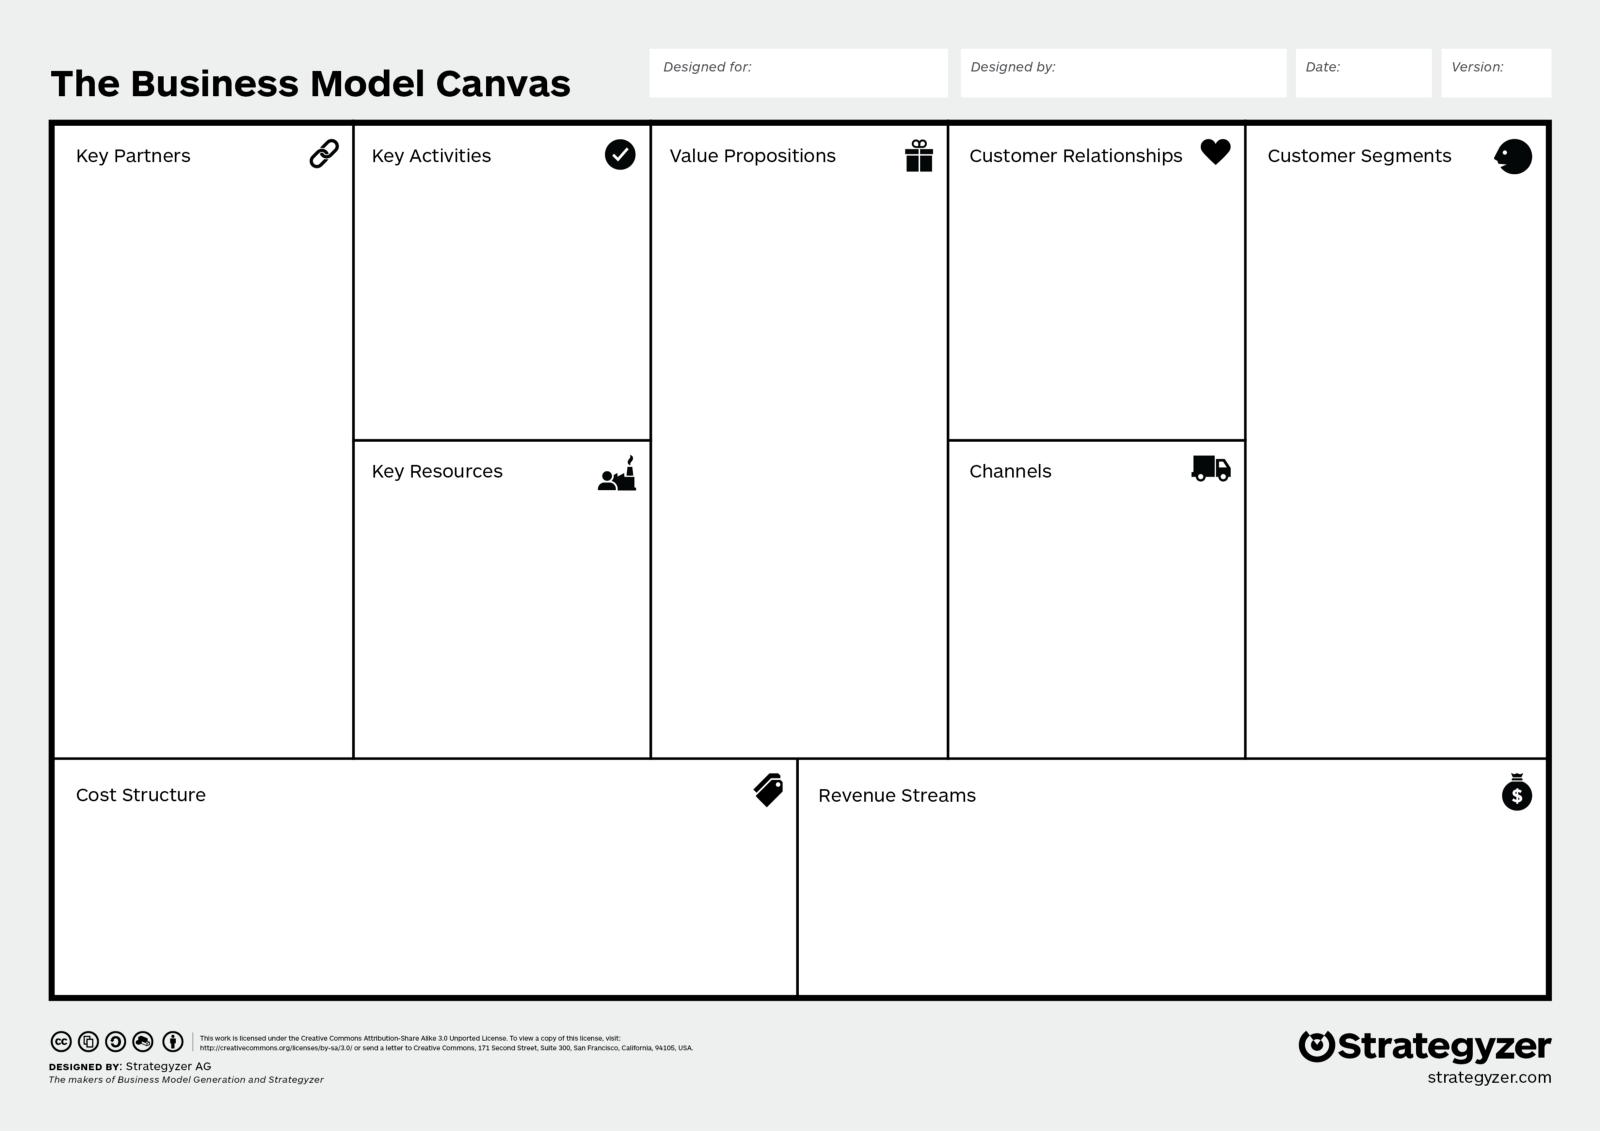 The Business Model Canvas
Designed for:
Designed by:
Date:
Version:
Key Partners
Key Activities
Value Propositions
Customer Relationships
Customer Segments
Key Resources
Channels
Cost Structure
Revenue Streams
$
cc
This work is licensed under the Creative Commons Attribution-Share Alike 3.0 Unported License. To view a copy of this license, visit:
http://creativecommons.org/licenses/by-sa/3.0/ or send a letter to Creative Commons, 171 Second Street, Suite 300, San Francisco, California, 94105, USA.
DESIGNED BY: Strategyzer AG
The makers of Business Model Generation and Strategyzer
Strategyzer
strategyzer.com